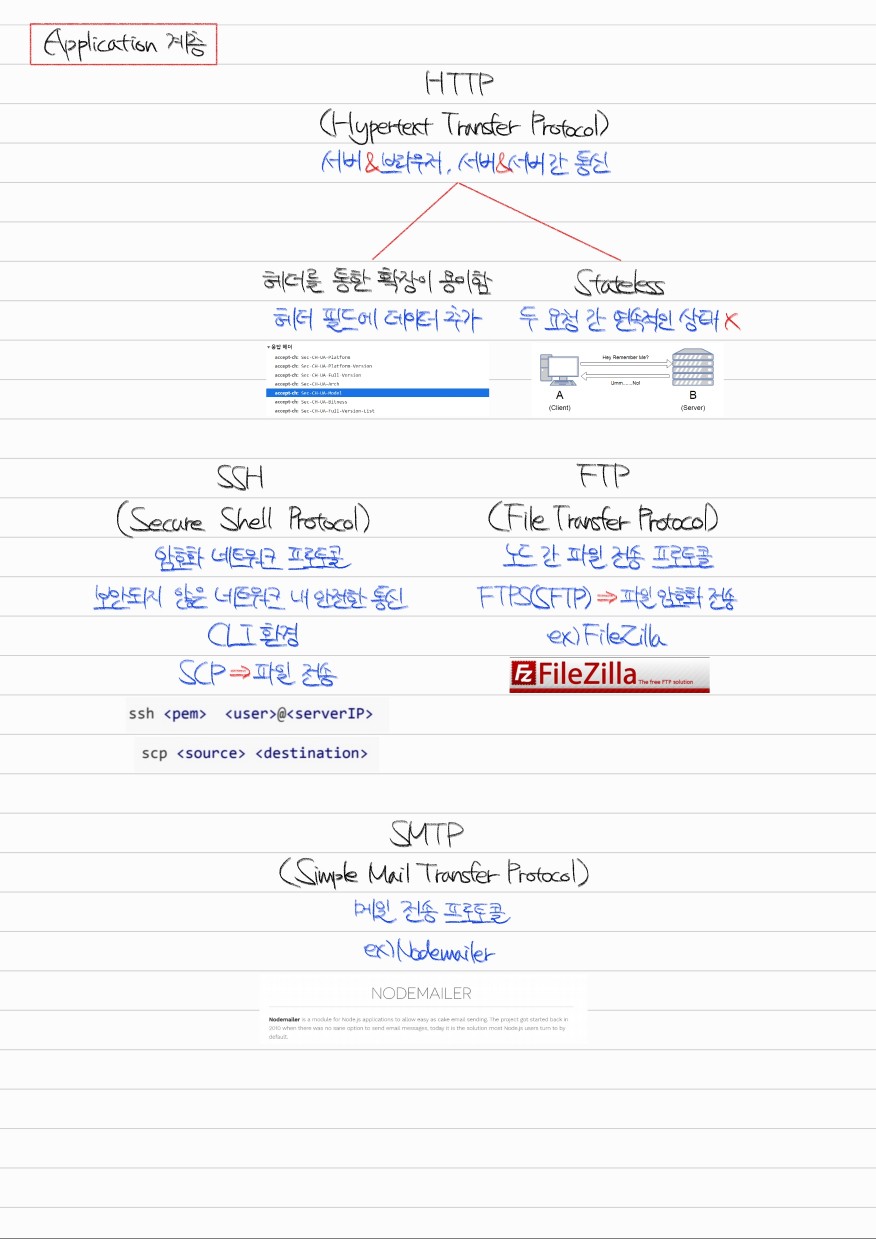 Application 계층
HTTP
(Hypertext Transfer Protocol)
서버&브라우저, 서버&서버 간 통신
헤더를 통한 확장이 용이함
헤더 필드에 데이터 추가
Stateless
두 요청 간 연속적인 상태 X
▾ 응답 헤더
accept-ch: Sec-CH-UA-Platform
accept-ch: Sec-CH-UA-Platform-Version
accept-ch: Sec-CH-UA-Full-Version
accept-ch: Sec-CH-UA-Arch
accept-ch: Sec-CH-UA-Model
accept-ch: Sec-CH-UA-Bitness
accept-ch: Sec-CH-UA-Full-Version-List
Hey Remember Me?
Umm......No!
A
(Client)
B
(Server)
SSH
(Secure Shell Protocol)
암호화 네트워크 프로토콜
보안되지 않은 네트워크 내 안전한 통신
CLI 환경
SCP ⇒ 파일 전송
ssh <pem> <user>@<serverIP>
scp <source> <destination>
FTP
(File Transfer Protocol)
노드 간 파일 전송 프로토콜
FTPS(SFTP) ⇒ 파일 암호화 전송
ex) FileZilla
Fz FileZilla The free FTP solution
SMTP
(Simple Mail Transfer Protocol)
메일 전송 프로토콜
ex) Nodemailer
NODEMAILER
Nodemailer is a module for Node.js applications to allow easy as cake email sending. The project got started back in
2010 when there was no sane option to send email messages, today it is the solution most Node.js users turn to by
default.